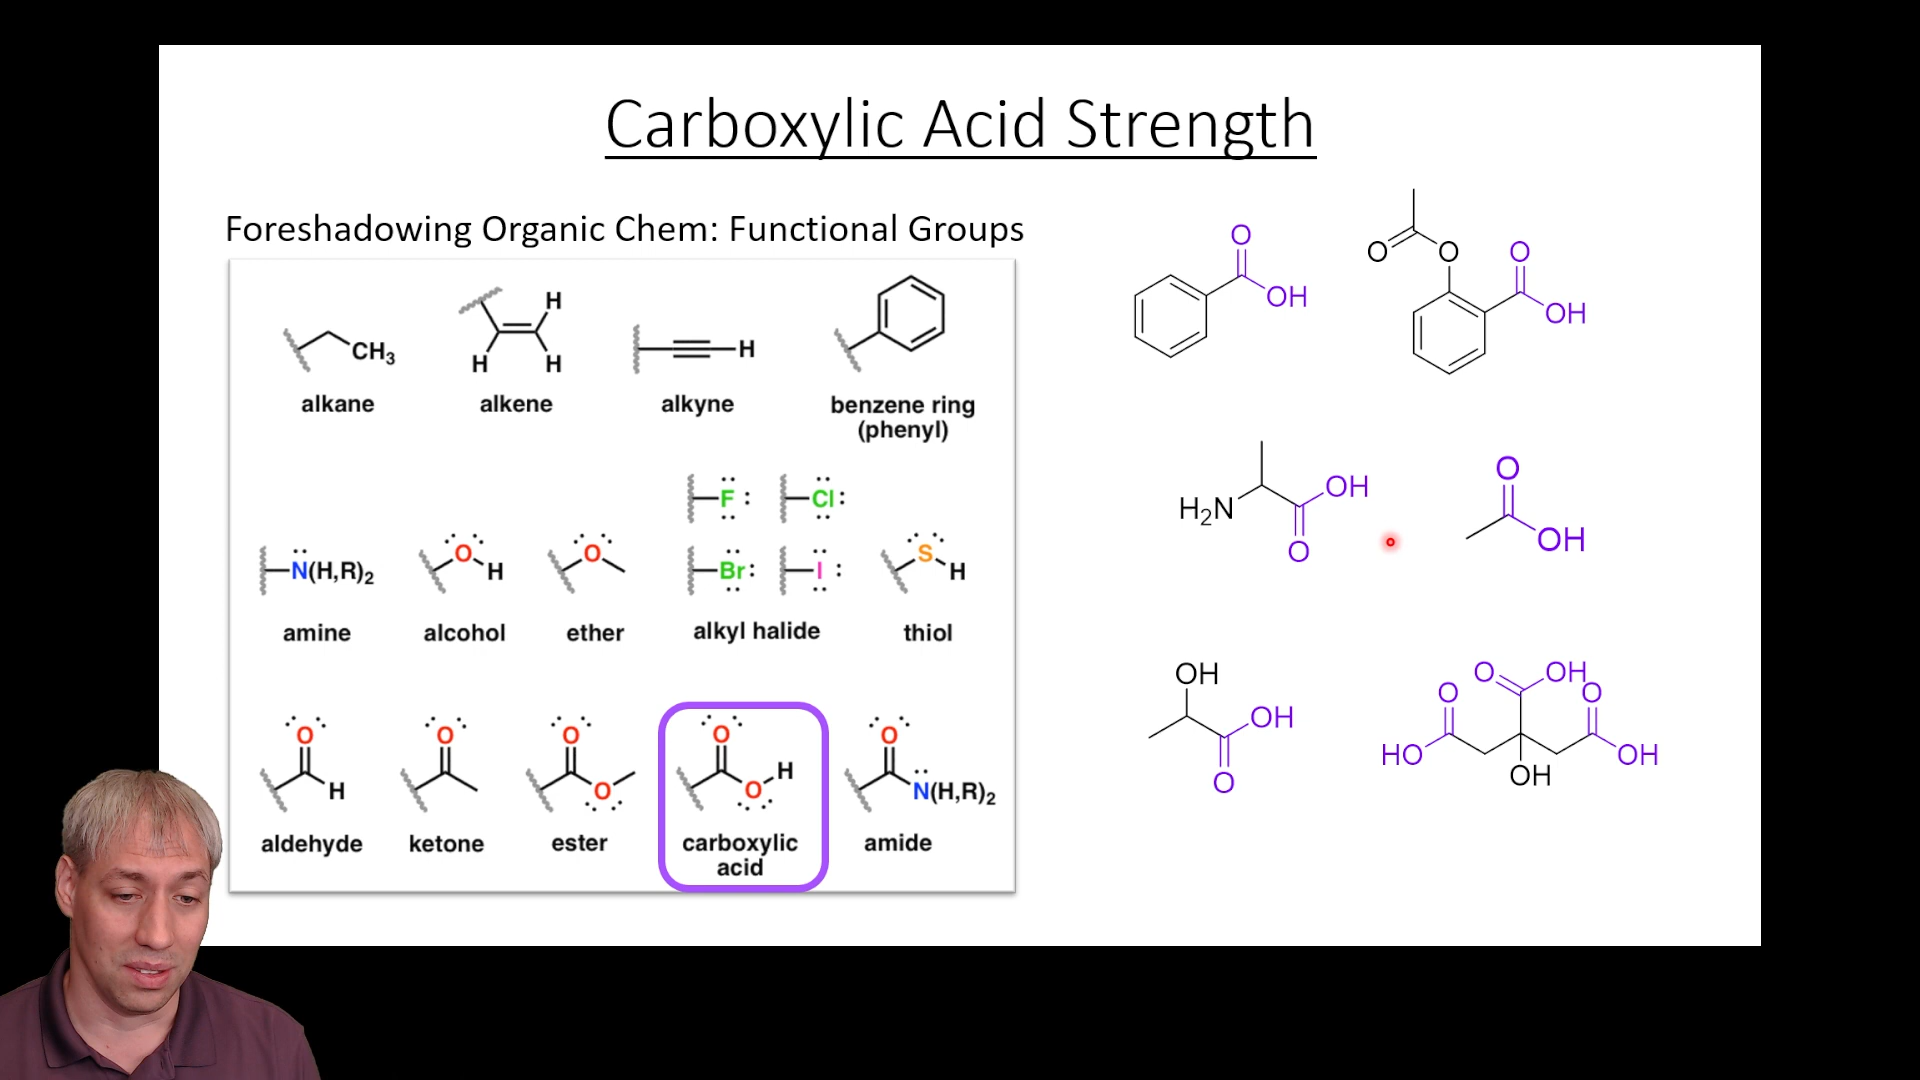 Carboxylic Acid Strength
Foreshadowing Organic Chem: Functional Groups
CH₃
alkane
H
H H
alkene
H
alkyne
benzene ring
(phenyl)
N(H,R)₂
amine
O H
alcohol
O
ether
F Cl
Br I
alkyl halide
S H
thiol
O
H
aldehyde
O
ketone
O
O
ester
O H
O
carboxylic
acid
O
N(H,R)₂
amide
O
OH
O O O
OH
H₂N OH
O
O
OH
OH
OH
O
O OH
O O
HO OH
OH